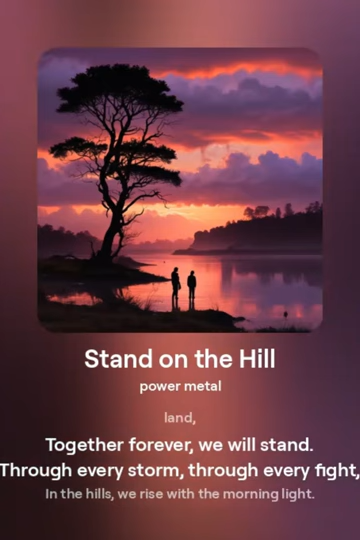 Stand on the Hill
power metal
land,
Together forever, we will stand.
Through every storm, through every fight,
In the hills, we rise with the morning light.